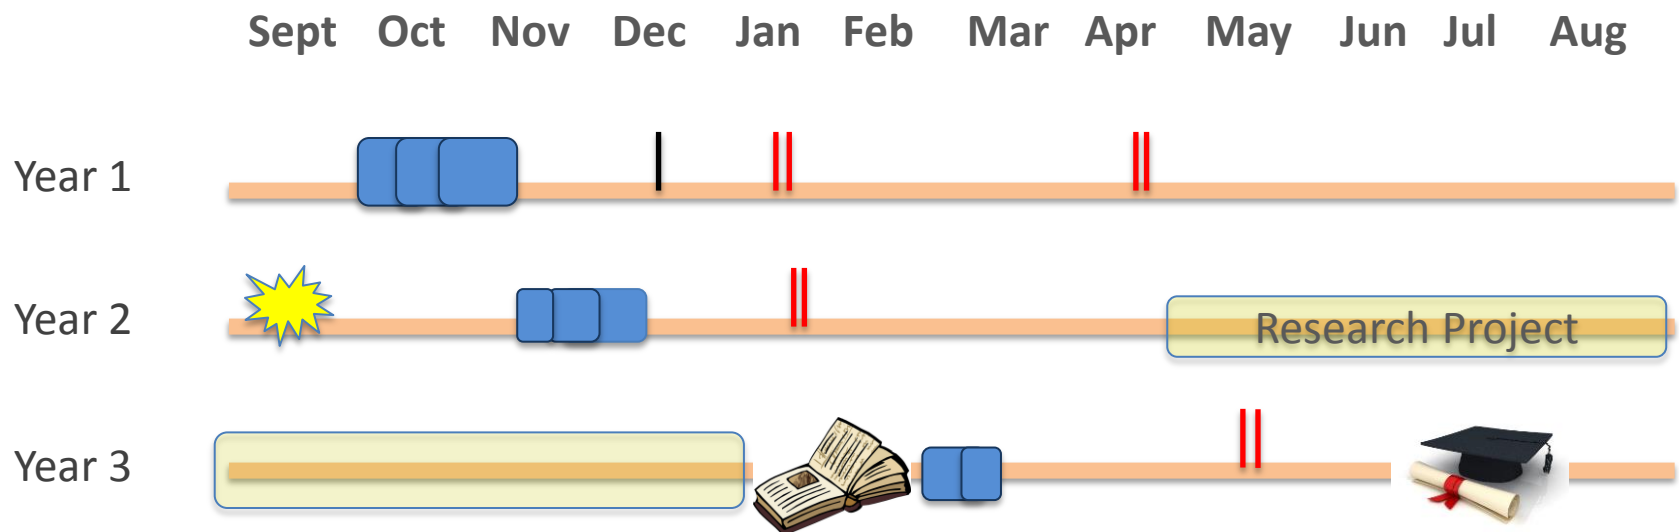 Sept Oct Nov Dec Jan Feb Mar Apr May Jun Jul Aug
Year 1
Year 2
Research Project
Year 3